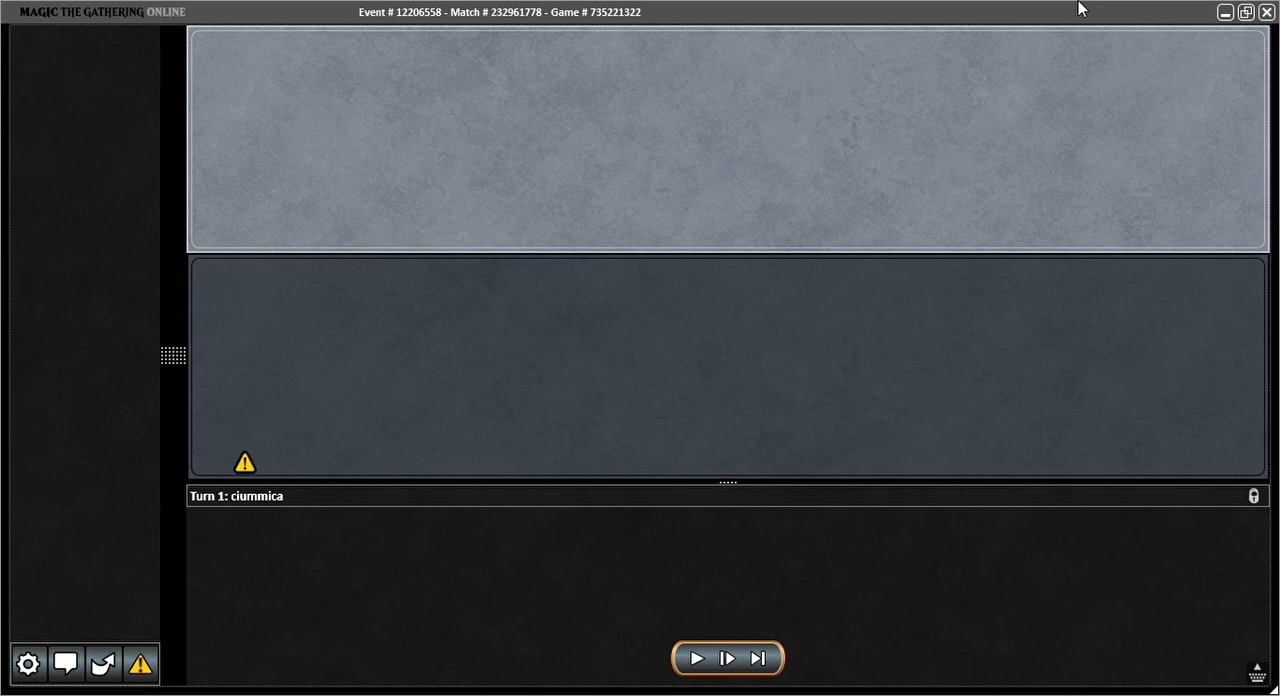 MAGIC THE GATHERING ONLINE
Event # 12206558 - Match # 232961778 - Game # 735221322
Turn 1: ciummica